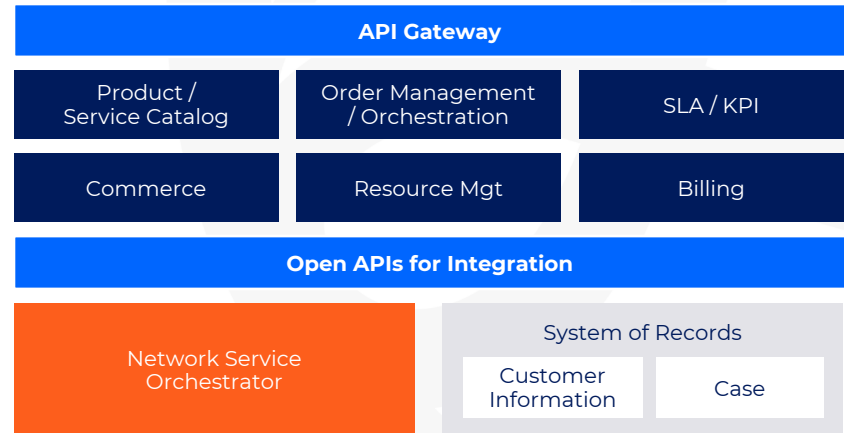 API Gateway
Product /
Service Catalog
Order Management
/ Orchestration
SLA / KPI
Commerce
Resource Mgt
Billing
Open APIs for Integration
Network Service
Orchestrator
System of Records
Customer
Information
Case